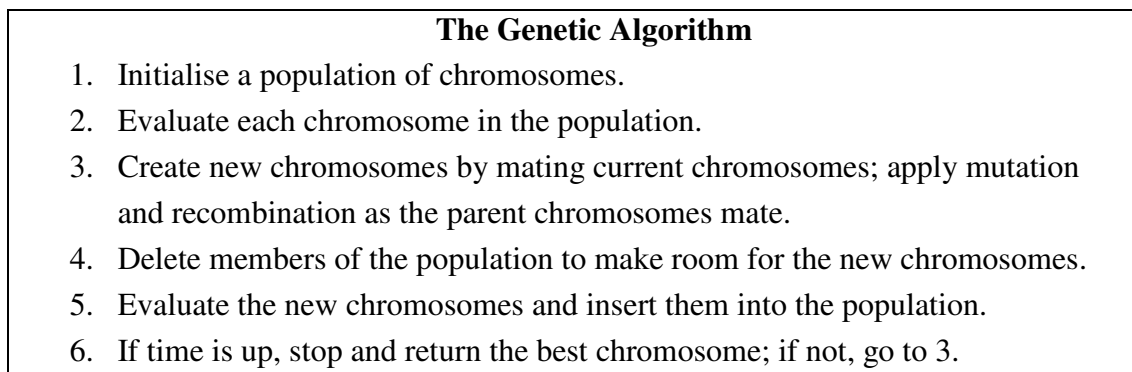 The Genetic Algorithm
1. Initialise a population of chromosomes.
2. Evaluate each chromosome in the population.
3. Create new chromosomes by mating current chromosomes; apply mutation
and recombination as the parent chromosomes mate.
4. Delete members of the population to make room for the new chromosomes.
5. Evaluate the new chromosomes and insert them into the population.
6. If time is up, stop and return the best chromosome; if not, go to 3.